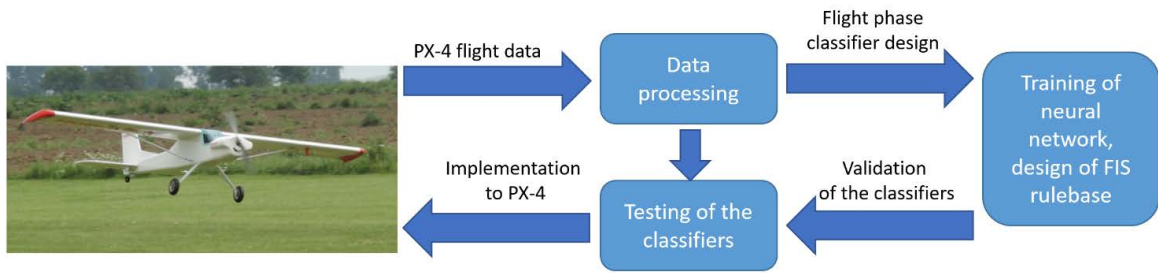 PX-4 flight data
Data
processing
Flight phase
classifier design
Training of
neural
network,
design of FIS
rulebase
Validation
of the classifiers
Testing of the
classifiers
Implementation
to PX-4